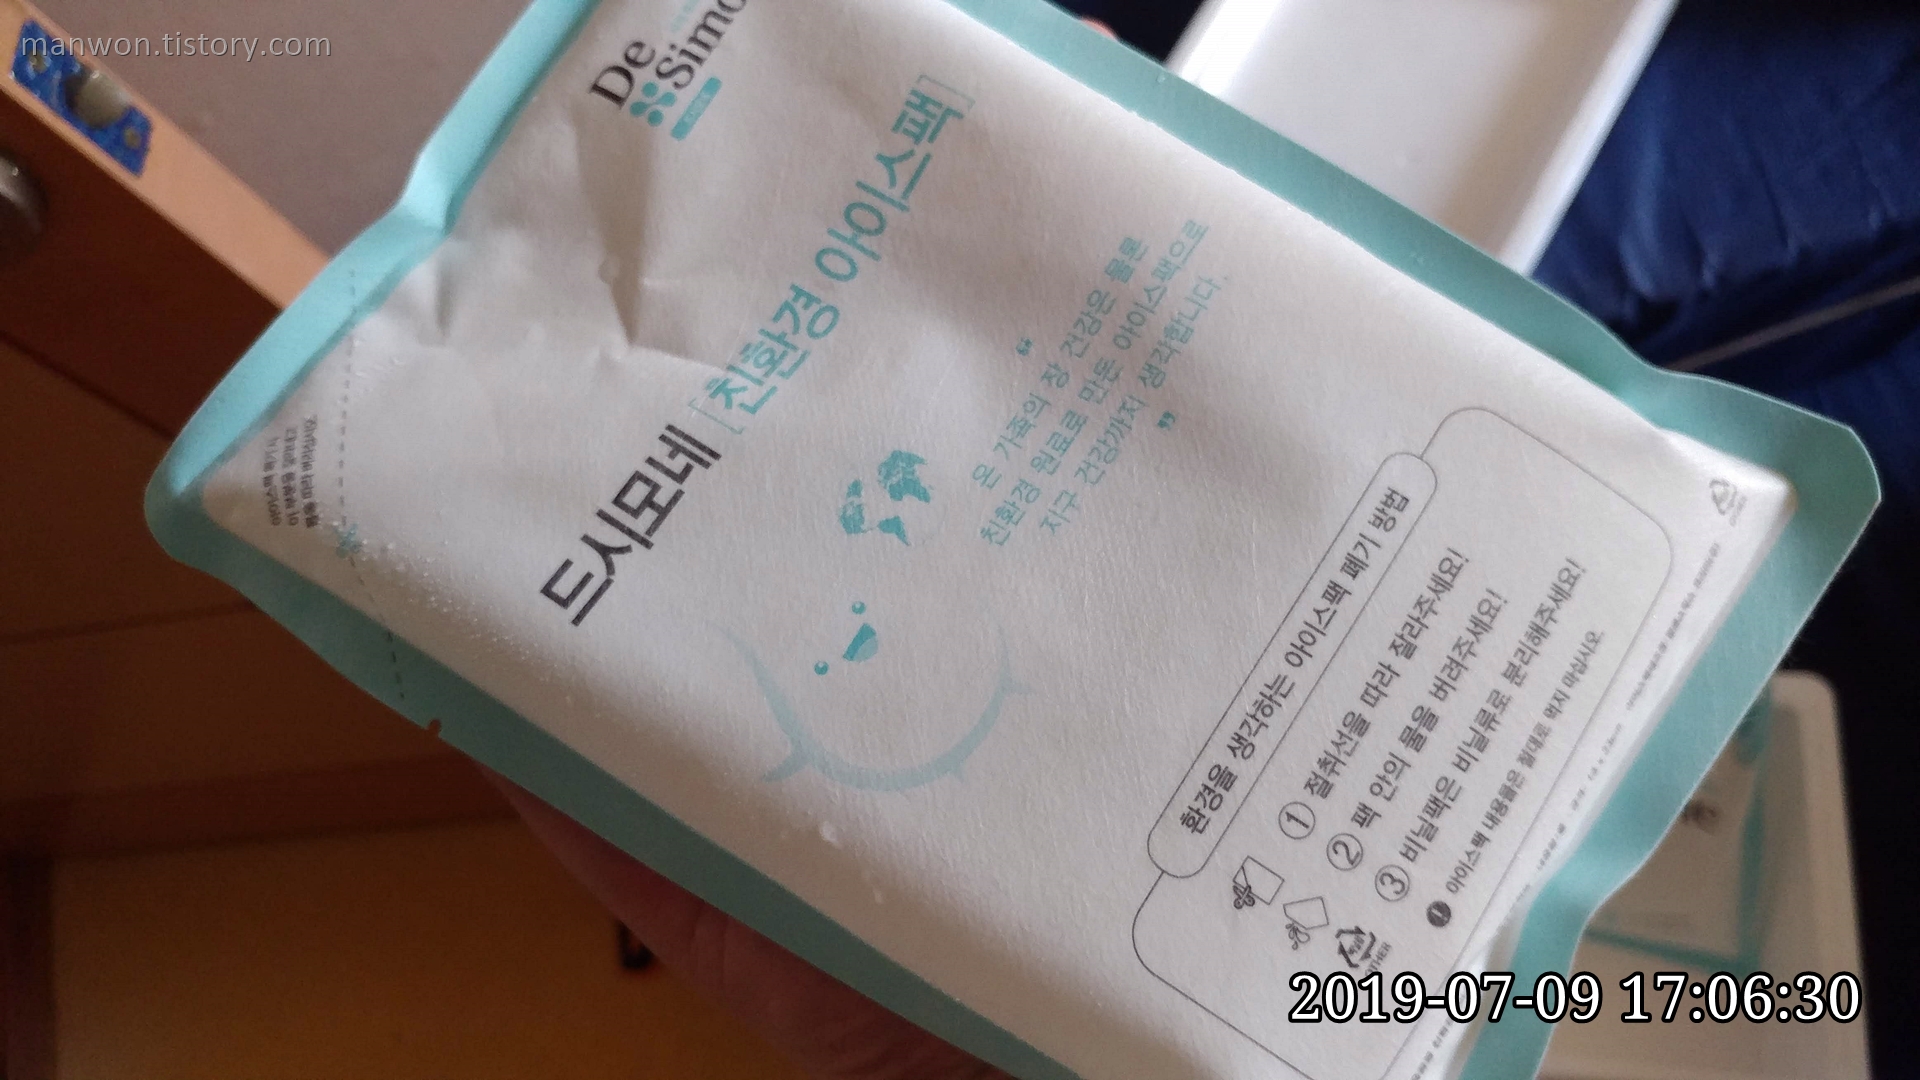 manwon.tistory.com
De
Simo
드시모네 [친환경 아이스팩]
“
온 가족의 장 건강은 물론
친환경 원료로 만든 아이스팩으로
지구 건강까지 생각합니다.
”
환경을 생각하는 아이스팩 폐기 방법
① 절취선을 따라 잘라주세요!
② 팩 안의 물을 버려주세요!
③ 비닐팩은 비닐류로 분리해주세요!
! 아이스팩 내용물은 절대로 먹지 마십시오.
OTHER
2019-07-09 17:06:30